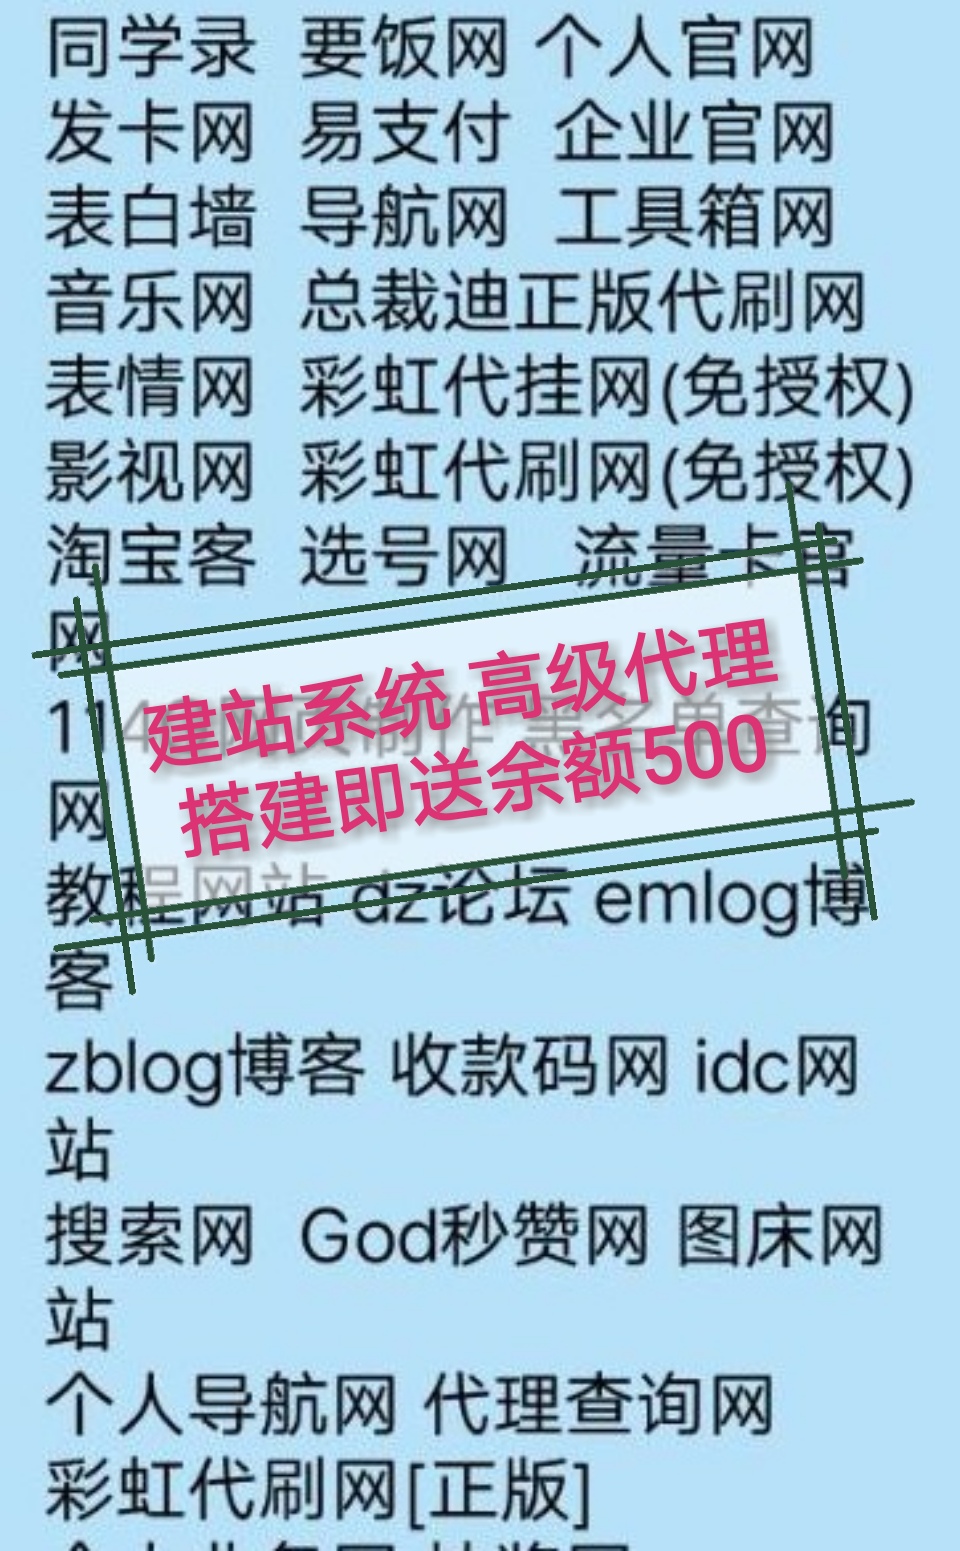 同学录 要饭网 个人官网
发卡网 易支付 企业官网
表白墙 导航网 工具箱网
音乐网 总裁迪正版代刷网
表情网 彩虹代挂网(免授权)
影视网 彩虹代刷网(免授权)
淘宝客 选号网 流量卡官
网
建站系统 高级代理
搭建即送余额500
制作 黑名单查询
网
教程网站 dz论坛 emlog博
客
zblog博客 收款码网 idc网
站
搜索网 God秒赞网 图床网
站
个人导航网 代理查询网
彩虹代刷网[正版]